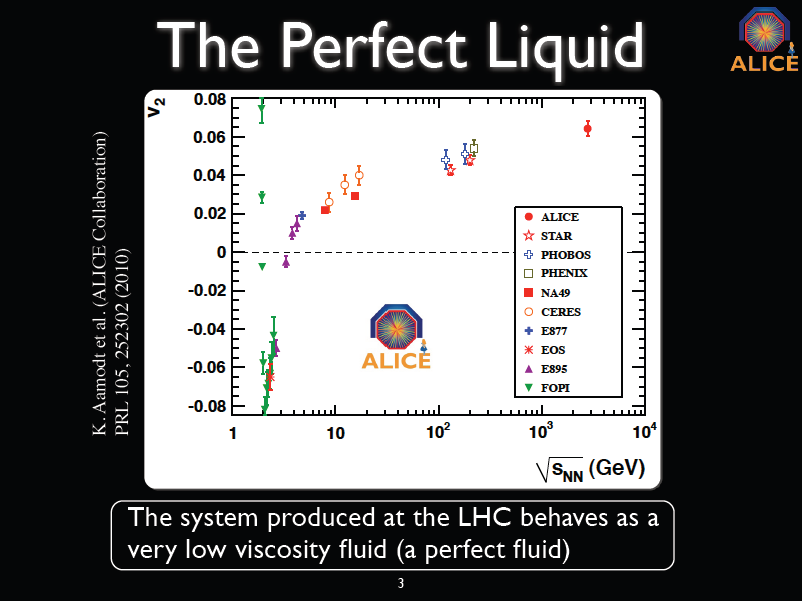 The Perfect Liquid
ALICE
K. Aamodt et al. (ALICE Collaboration)
PRL 105, 252302 (2010)
v2
0.08
0.06
0.04
0.02
0
-0.02
-0.04
-0.06
-0.08
ALICE
STAR
PHOBOS
PHENIX
NA49
CERES
E877
EOS
E895
FOPI
ALICE
1 10 10² 10³ 10⁴
√sNN (GeV)
The system produced at the LHC behaves as a
very low viscosity fluid (a perfect fluid)
3